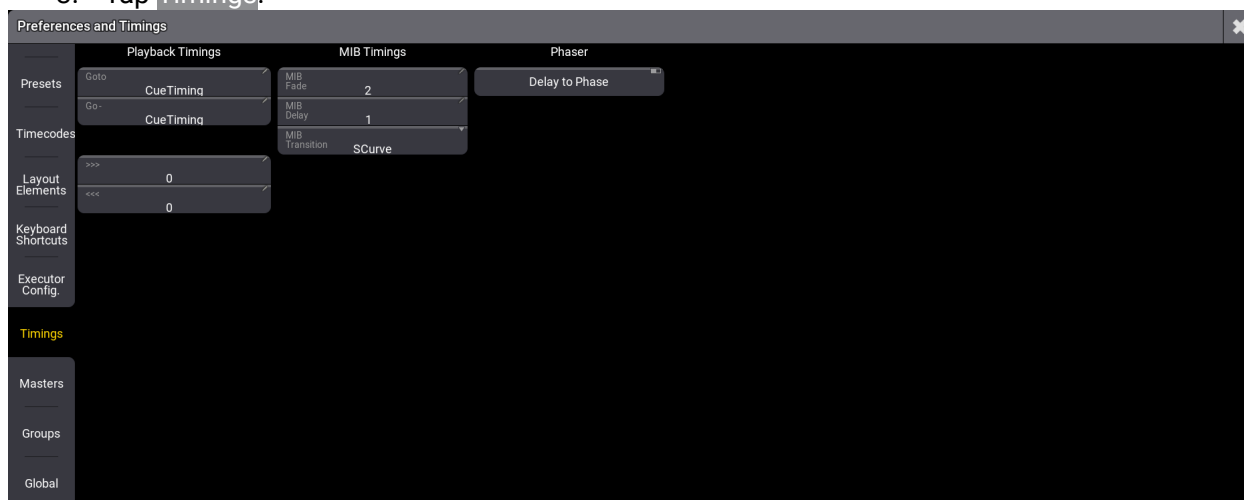 Tap Timings.
Preferences and Timings
Playback Timings
MIB Timings
Phaser
Presets
Timecodes
Layout
Elements
Keyboard
Shortcuts
Executor
Config.
Timings
Masters
Groups
Global
Goto
CueTiming
Go-
CueTiming
>>>
0
<<<
0
MIB
Fade
2
MIB
Delay
1
MIB
Transition
SCurve
Delay to Phase